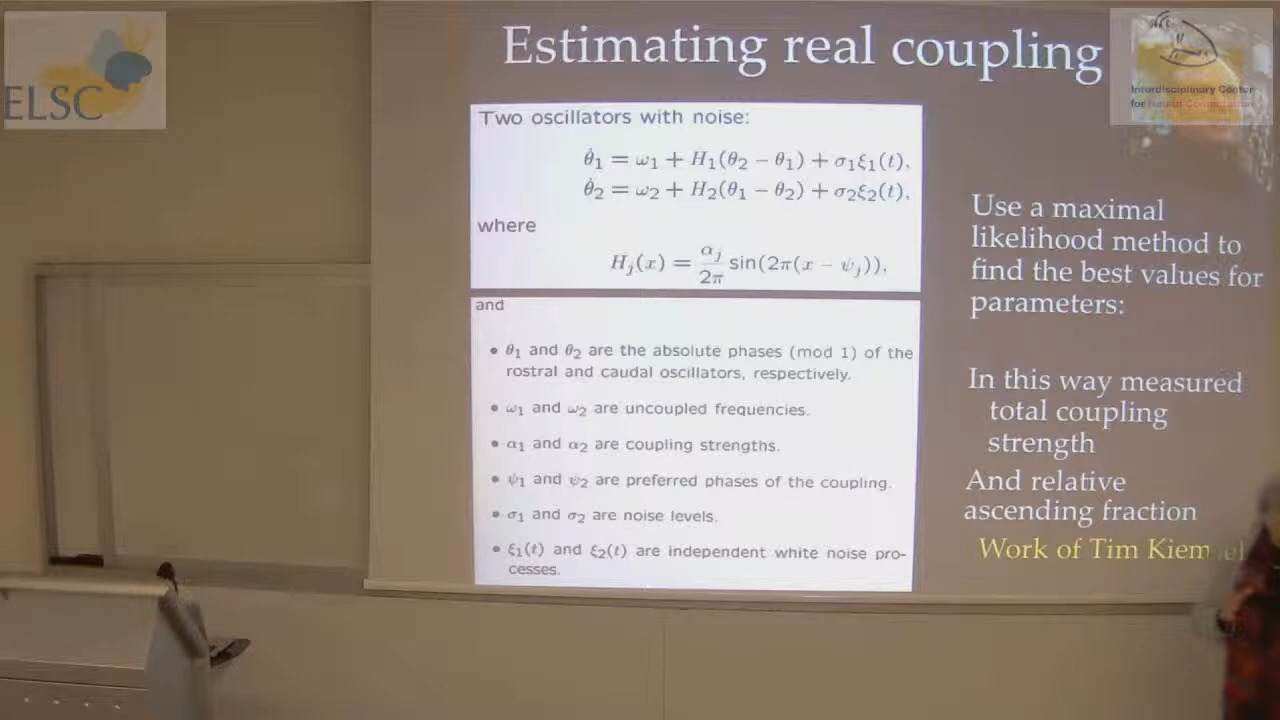 Estimating real coupling
ELSC
Interdisciplinary Center
for Neural Computation
Two oscillators with noise:
θ̇₁ = ω₁ + H₁(θ₂ − θ₁) + σ₁ξ₁(t),
θ̇₂ = ω₂ + H₂(θ₁ − θ₂) + σ₂ξ₂(t),
where
Hⱼ(x) = αⱼ/2π sin(2π(x − ψⱼ)),
and
• θ₁ and θ₂ are the absolute phases (mod 1) of the
rostral and caudal oscillators, respectively.
• ω₁ and ω₂ are uncoupled frequencies.
• α₁ and α₂ are coupling strengths.
• ψ₁ and ψ₂ are preferred phases of the coupling.
• σ₁ and σ₂ are noise levels.
• ξ₁(t) and ξ₂(t) are independent white noise pro-
cesses.
Use a maximal
likelihood method to
find the best values for
parameters:
In this way measured
total coupling
strength
And relative
ascending fraction
Work of Tim